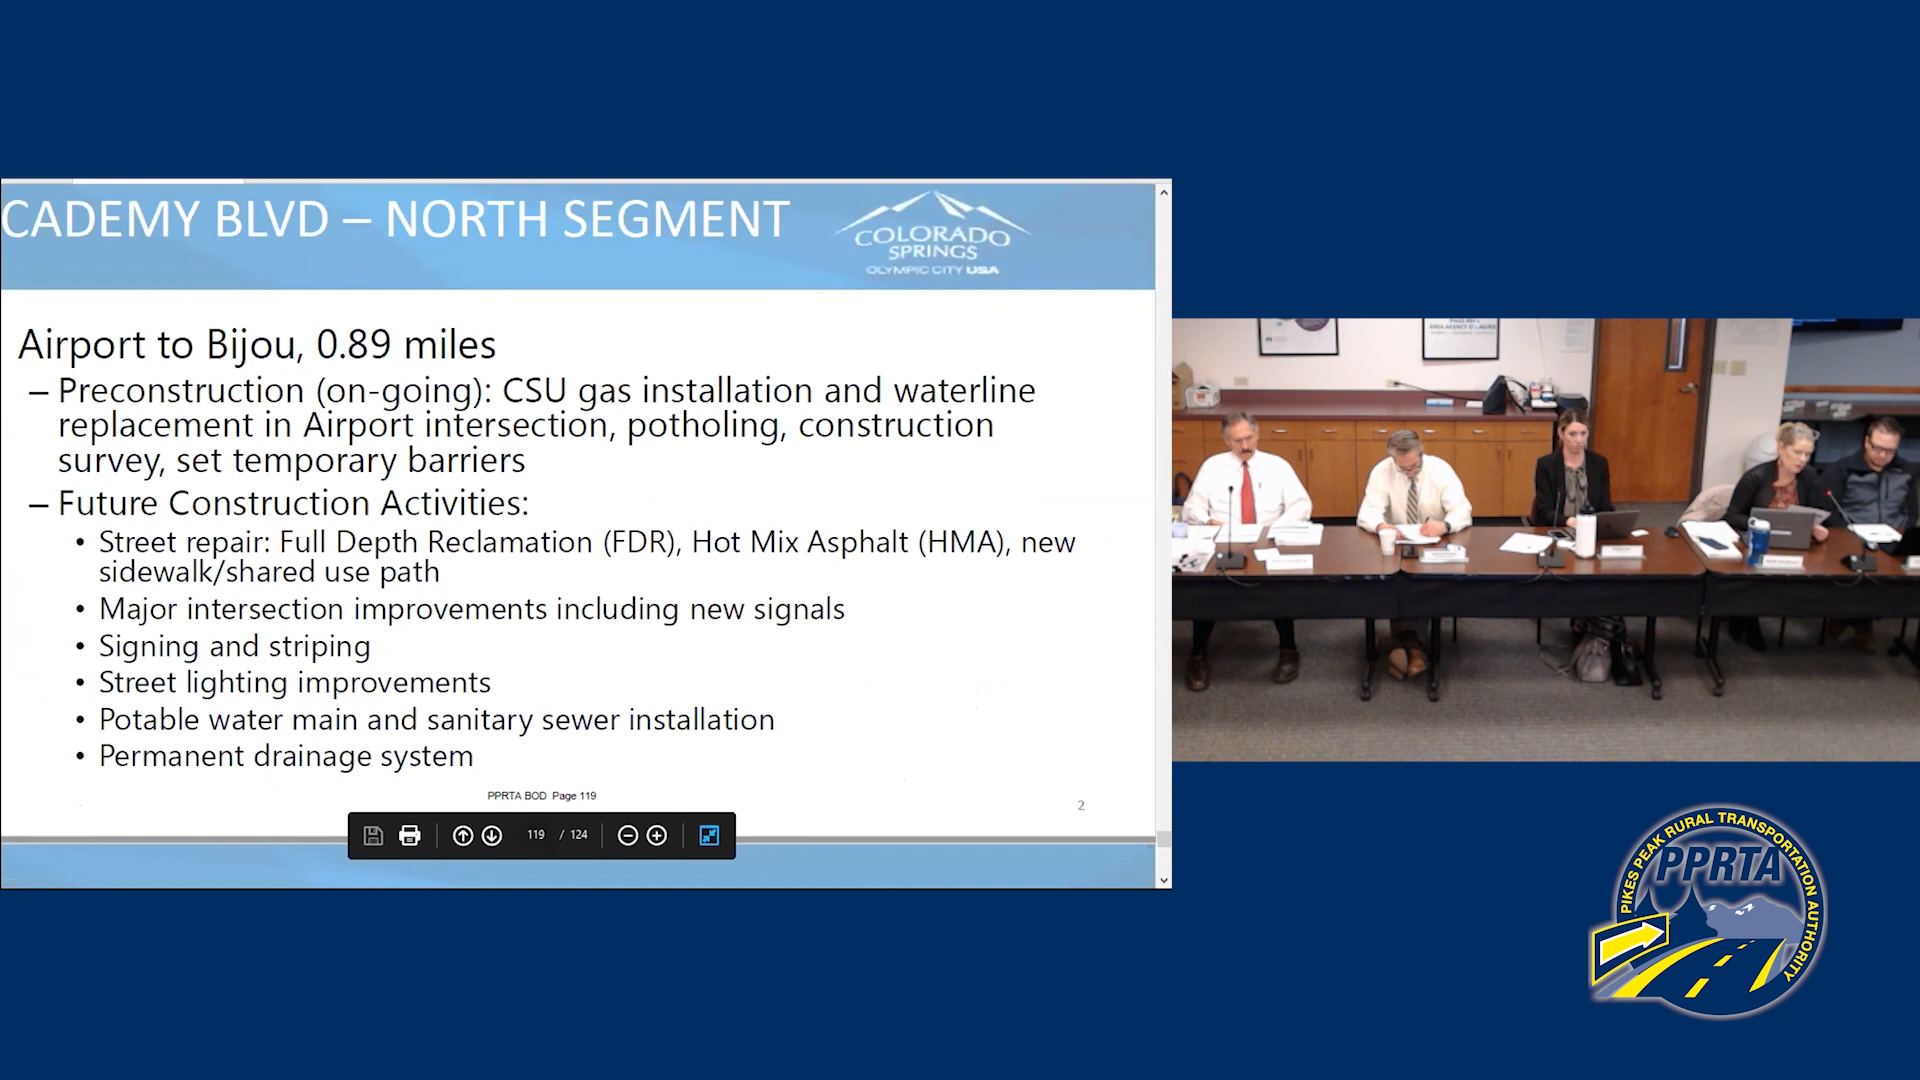 CADEMY BLVD – NORTH SEGMENT
COLORADO
SPRINGS
OLYMPIC CITY USA
Airport to Bijou, 0.89 miles
– Preconstruction (on-going): CSU gas installation and waterline
replacement in Airport intersection, potholing, construction
survey, set temporary barriers
– Future Construction Activities:
• Street repair: Full Depth Reclamation (FDR), Hot Mix Asphalt (HMA), new
sidewalk/shared use path
• Major intersection improvements including new signals
• Signing and striping
• Street lighting improvements
• Potable water main and sanitary sewer installation
• Permanent drainage system
PPRTA BOD Page 119
2
119 / 124
AREA AGENCY ON AGING
PIKES PEAK RURAL TRANSPORTATION AUTHORITY
PPRTA